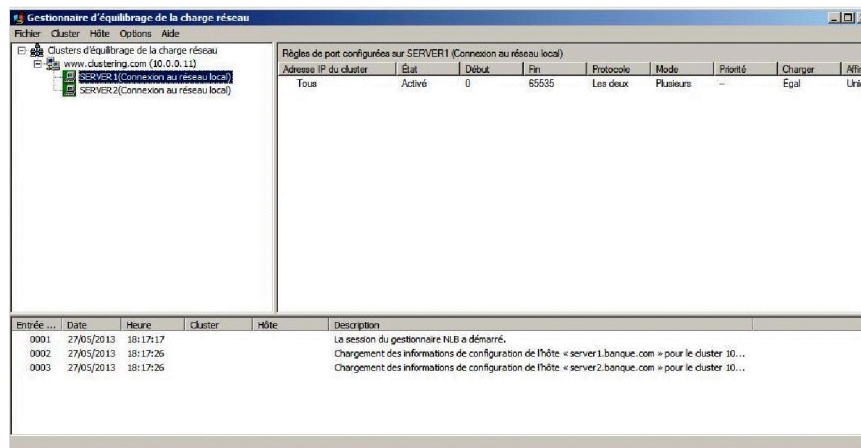 Gestionnaire d'équilibrage de la charge réseau
Fichier Cluster Hôte Options Aide
Clusters d'équilibrage de la charge réseau
www.clustering.com (10.0.0.11)
SERVER1(Connexion au réseau local)
SERVER2(Connexion au réseau local)
Règles de port configurées sur SERVER1 (Connexion au réseau local)
Adresse IP du cluster État Début Fin Protocole Mode Priorité Charger Affin
Tous Activé 0 65535 Les deux Plusieurs -- Égal Uni
Entrée ... Date Heure Cluster Hôte Description
0001 27/05/2013 18:17:17 La session du gestionnaire NLB a démarré.
0002 27/05/2013 18:17:26 Chargement des informations de configuration de l'hôte « server1.banque.com » pour le cluster 10...
0003 27/05/2013 18:17:26 Chargement des informations de configuration de l'hôte « server2.banque.com » pour le cluster 10...